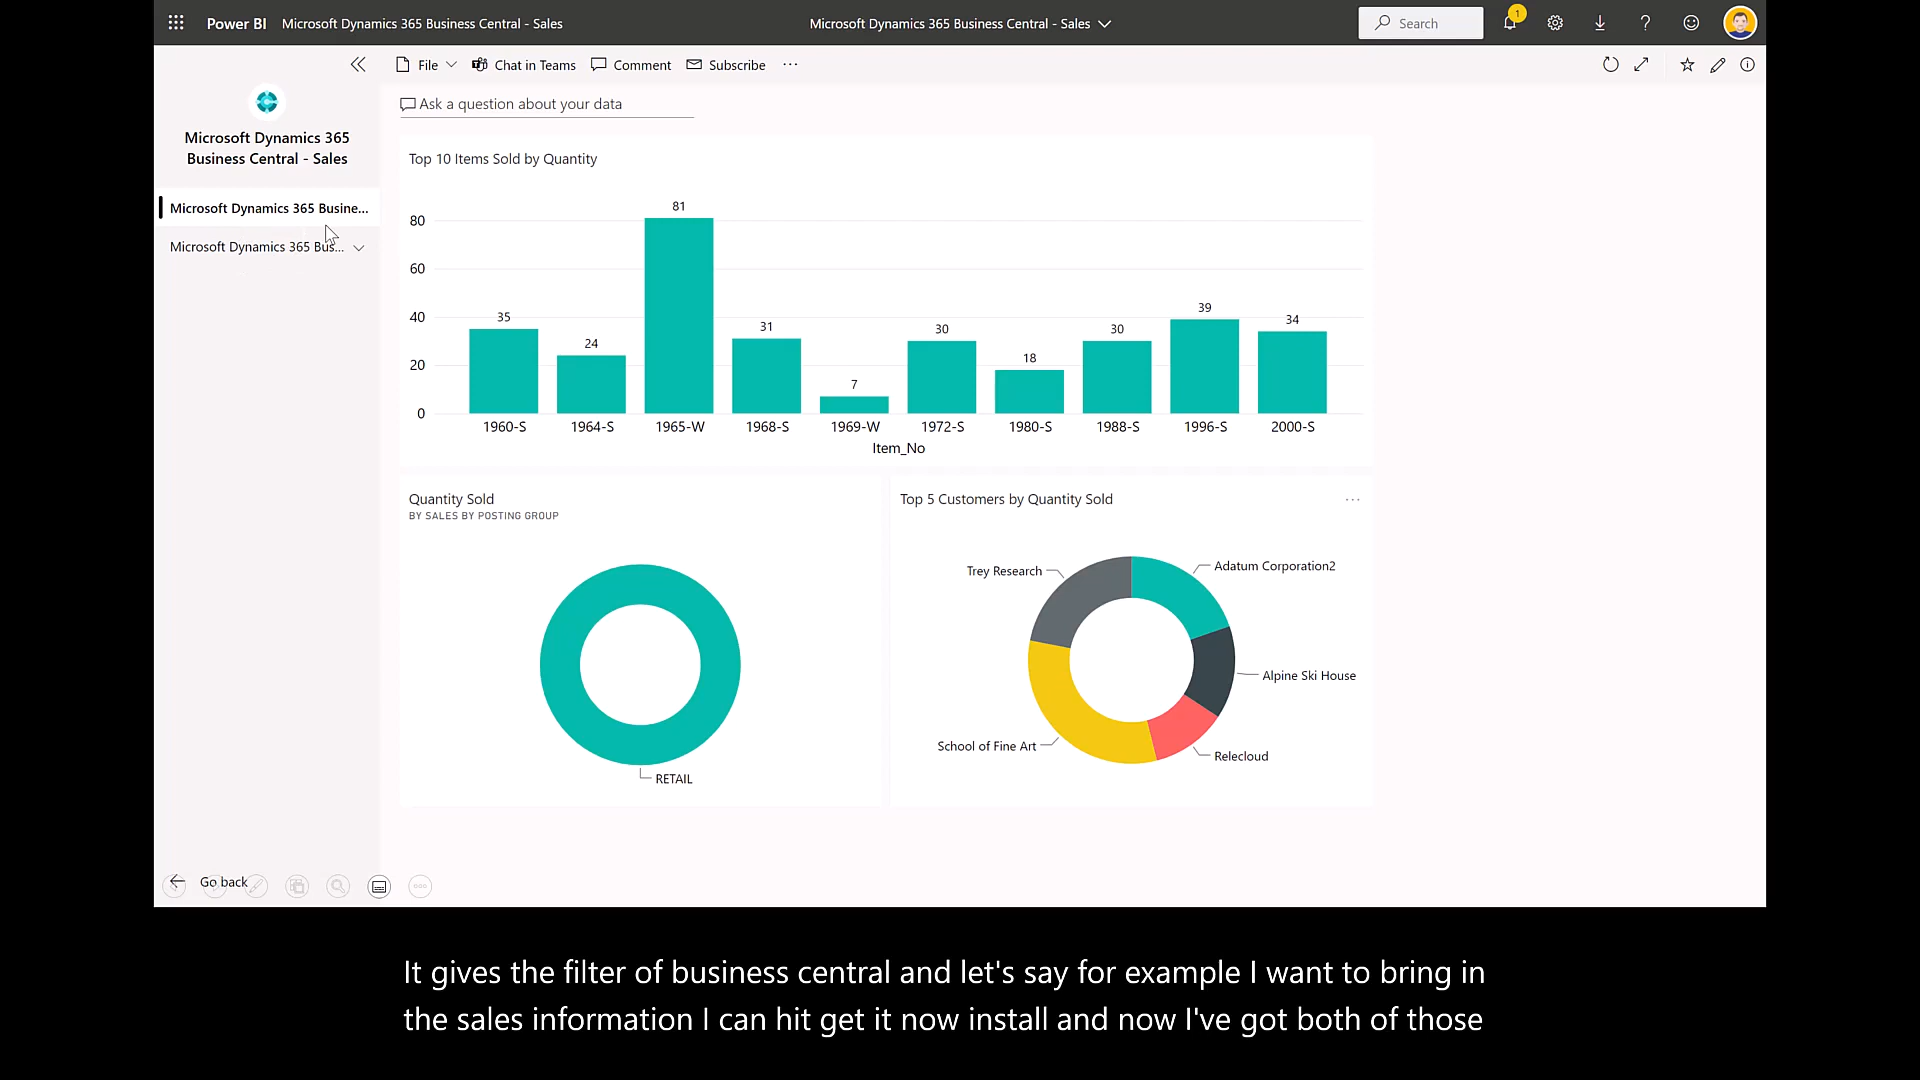 Power BI Microsoft Dynamics 365 Business Central - Sales
Microsoft Dynamics 365 Business Central - Sales
Search
1
File
Chat in Teams
Comment
Subscribe
Microsoft Dynamics 365
Business Central - Sales
Microsoft Dynamics 365 Busine...
Microsoft Dynamics 365 Bus...
Go back
Ask a question about your data
Top 10 Items Sold by Quantity
80
60
40
20
0
35
24
81
31
7
30
18
30
39
34
1960-S 1964-S 1965-W 1968-S 1969-W 1972-S 1980-S 1988-S 1996-S 2000-S
Item_No
Quantity Sold
BY SALES BY POSTING GROUP
RETAIL
Top 5 Customers by Quantity Sold
Trey Research
Adatum Corporation2
Alpine Ski House
School of Fine Art
Relecloud
It gives the filter of business central and let's say for example I want to bring in
the sales information I can hit get it now install and now I've got both of those